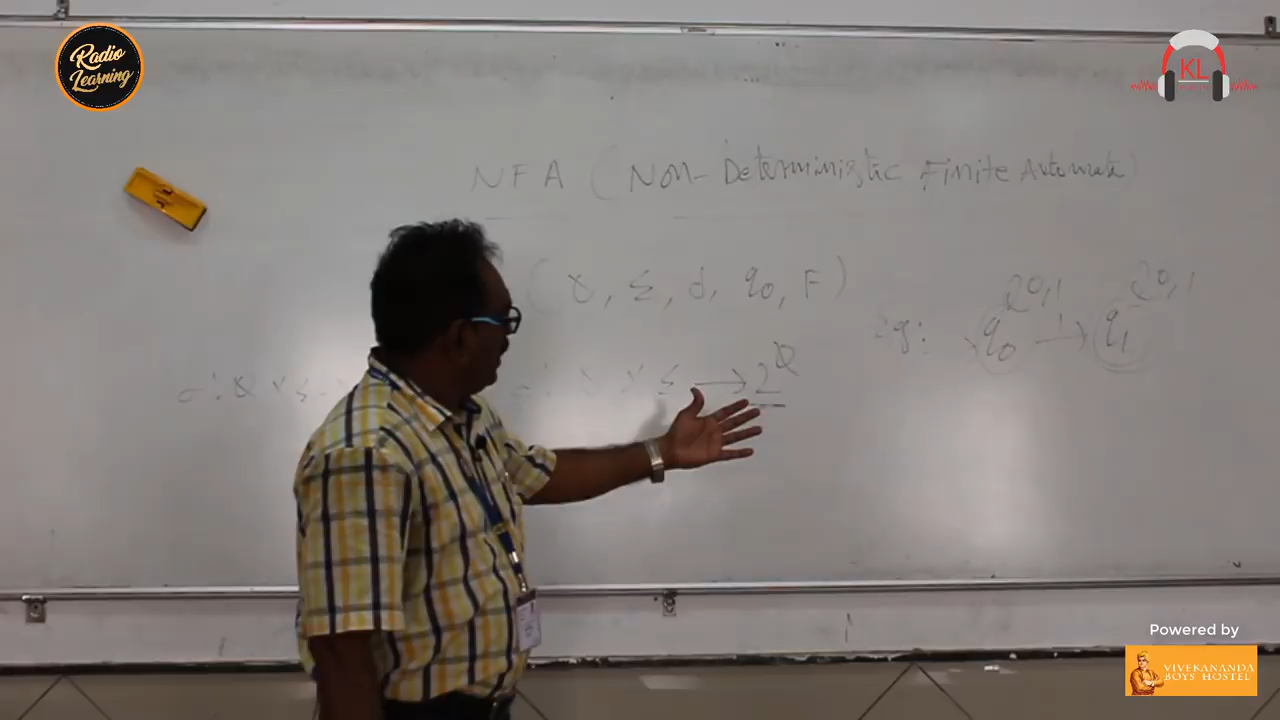 Radio
Learning
KL
NFA (Non-Deterministic Finite Automata)
(Q, Σ, δ, q0, F)
0,1
0,1
eg: → q0 1→ q1
δ: Q × Σ
δ: Q × Σ → 2^Q
Powered by
VIVEKANANDA
BOYS HOSTEL